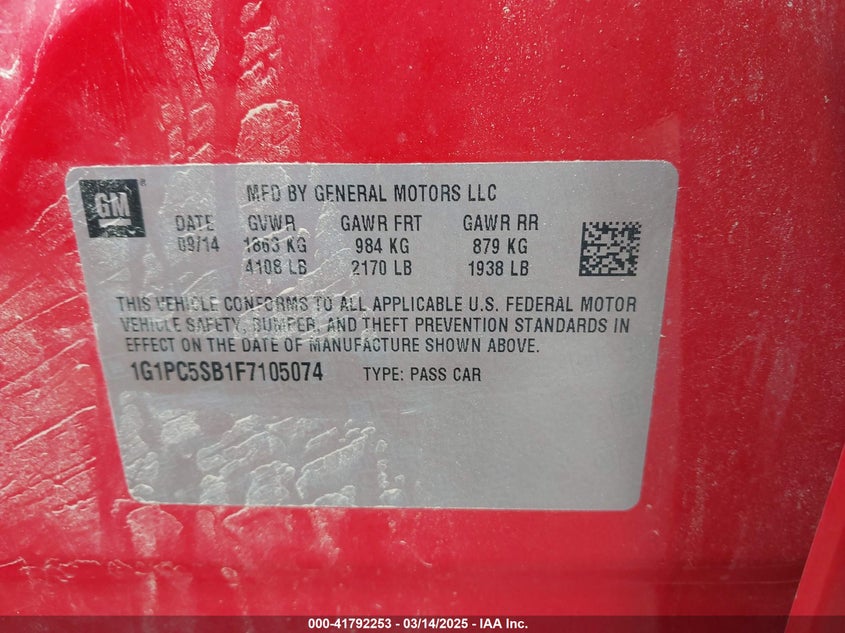 GM®
MFD BY GENERAL MOTORS LLC
DATE GVWR GAWR FRT GAWR RR
09/14 1863 KG 984 KG 879 KG
4108 LB 2170 LB 1938 LB
THIS VEHICLE CONFORMS TO ALL APPLICABLE U.S. FEDERAL MOTOR
VEHICLE SAFETY, BUMPER, AND THEFT PREVENTION STANDARDS IN
EFFECT ON THE DATE OF MANUFACTURE SHOWN ABOVE.
1G1PC5SB1F7105074 TYPE: PASS CAR
000-41792253 - 03/14/2025 - IAA Inc.